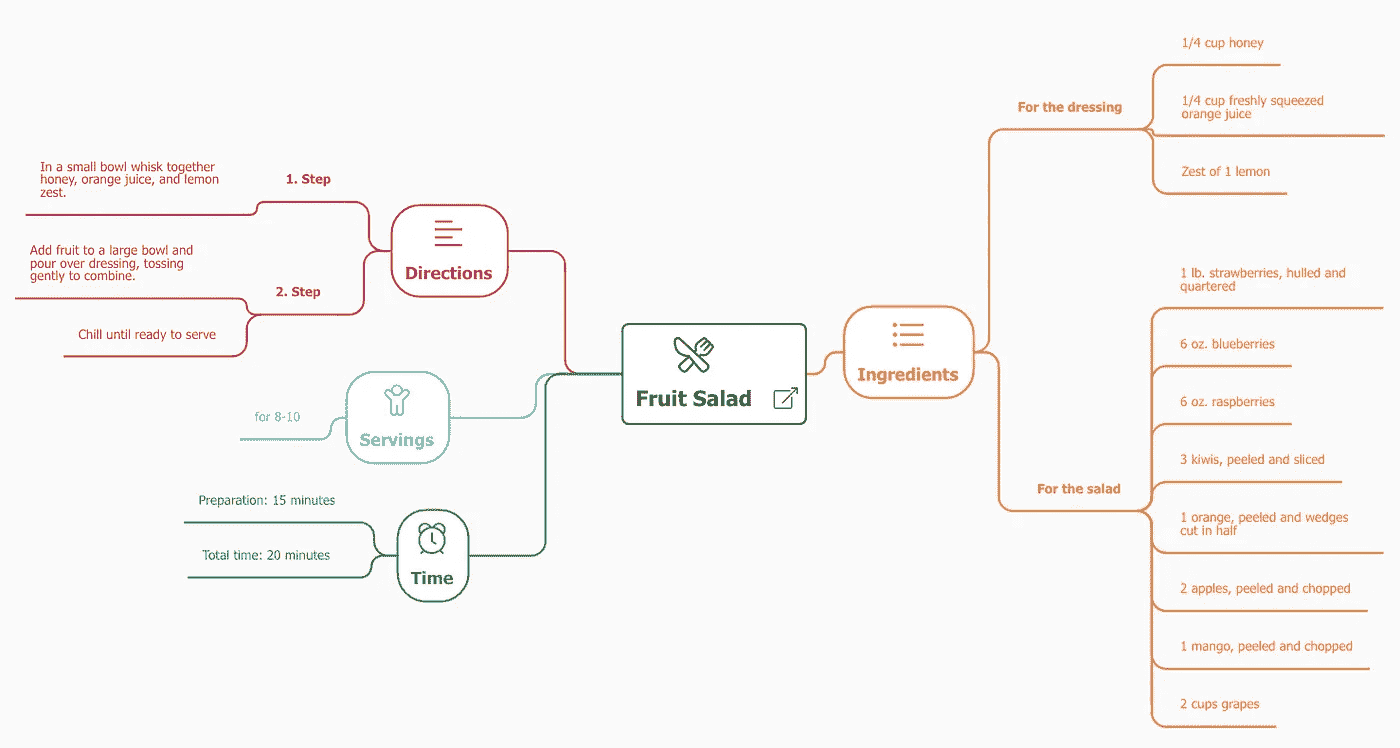 Fruit Salad
Directions
1. Step
In a small bowl whisk together
honey, orange juice, and lemon
zest.
2. Step
Add fruit to a large bowl and
pour over dressing, tossing
gently to combine.
Chill until ready to serve
Servings
for 8-10
Time
Preparation: 15 minutes
Total time: 20 minutes
Ingredients
For the dressing
1/4 cup honey
1/4 cup freshly squeezed
orange juice
Zest of 1 lemon
For the salad
1 lb. strawberries, hulled and
quartered
6 oz. blueberries
6 oz. raspberries
3 kiwis, peeled and sliced
1 orange, peeled and wedges
cut in half
2 apples, peeled and chopped
1 mango, peeled and chopped
2 cups grapes